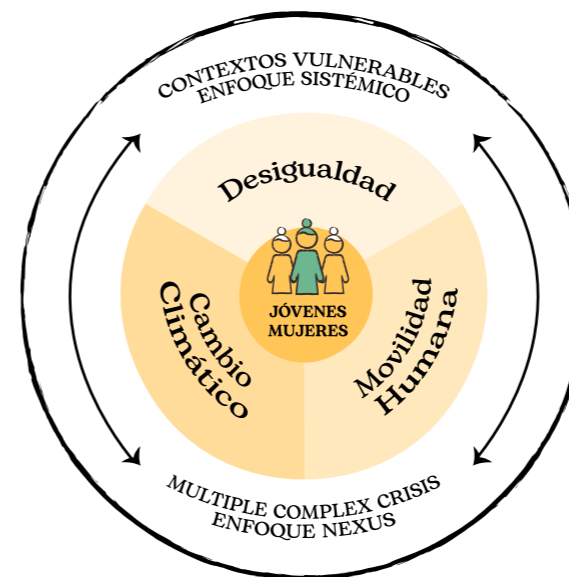 CONTEXTOS VULNERABLES
ENFOQUE SISTÉMICO
Desigualdad
JÓVENES
MUJERES
Cambio
Climático
Movilidad
Humana
MULTIPLE COMPLEX CRISIS
ENFOQUE NEXUS